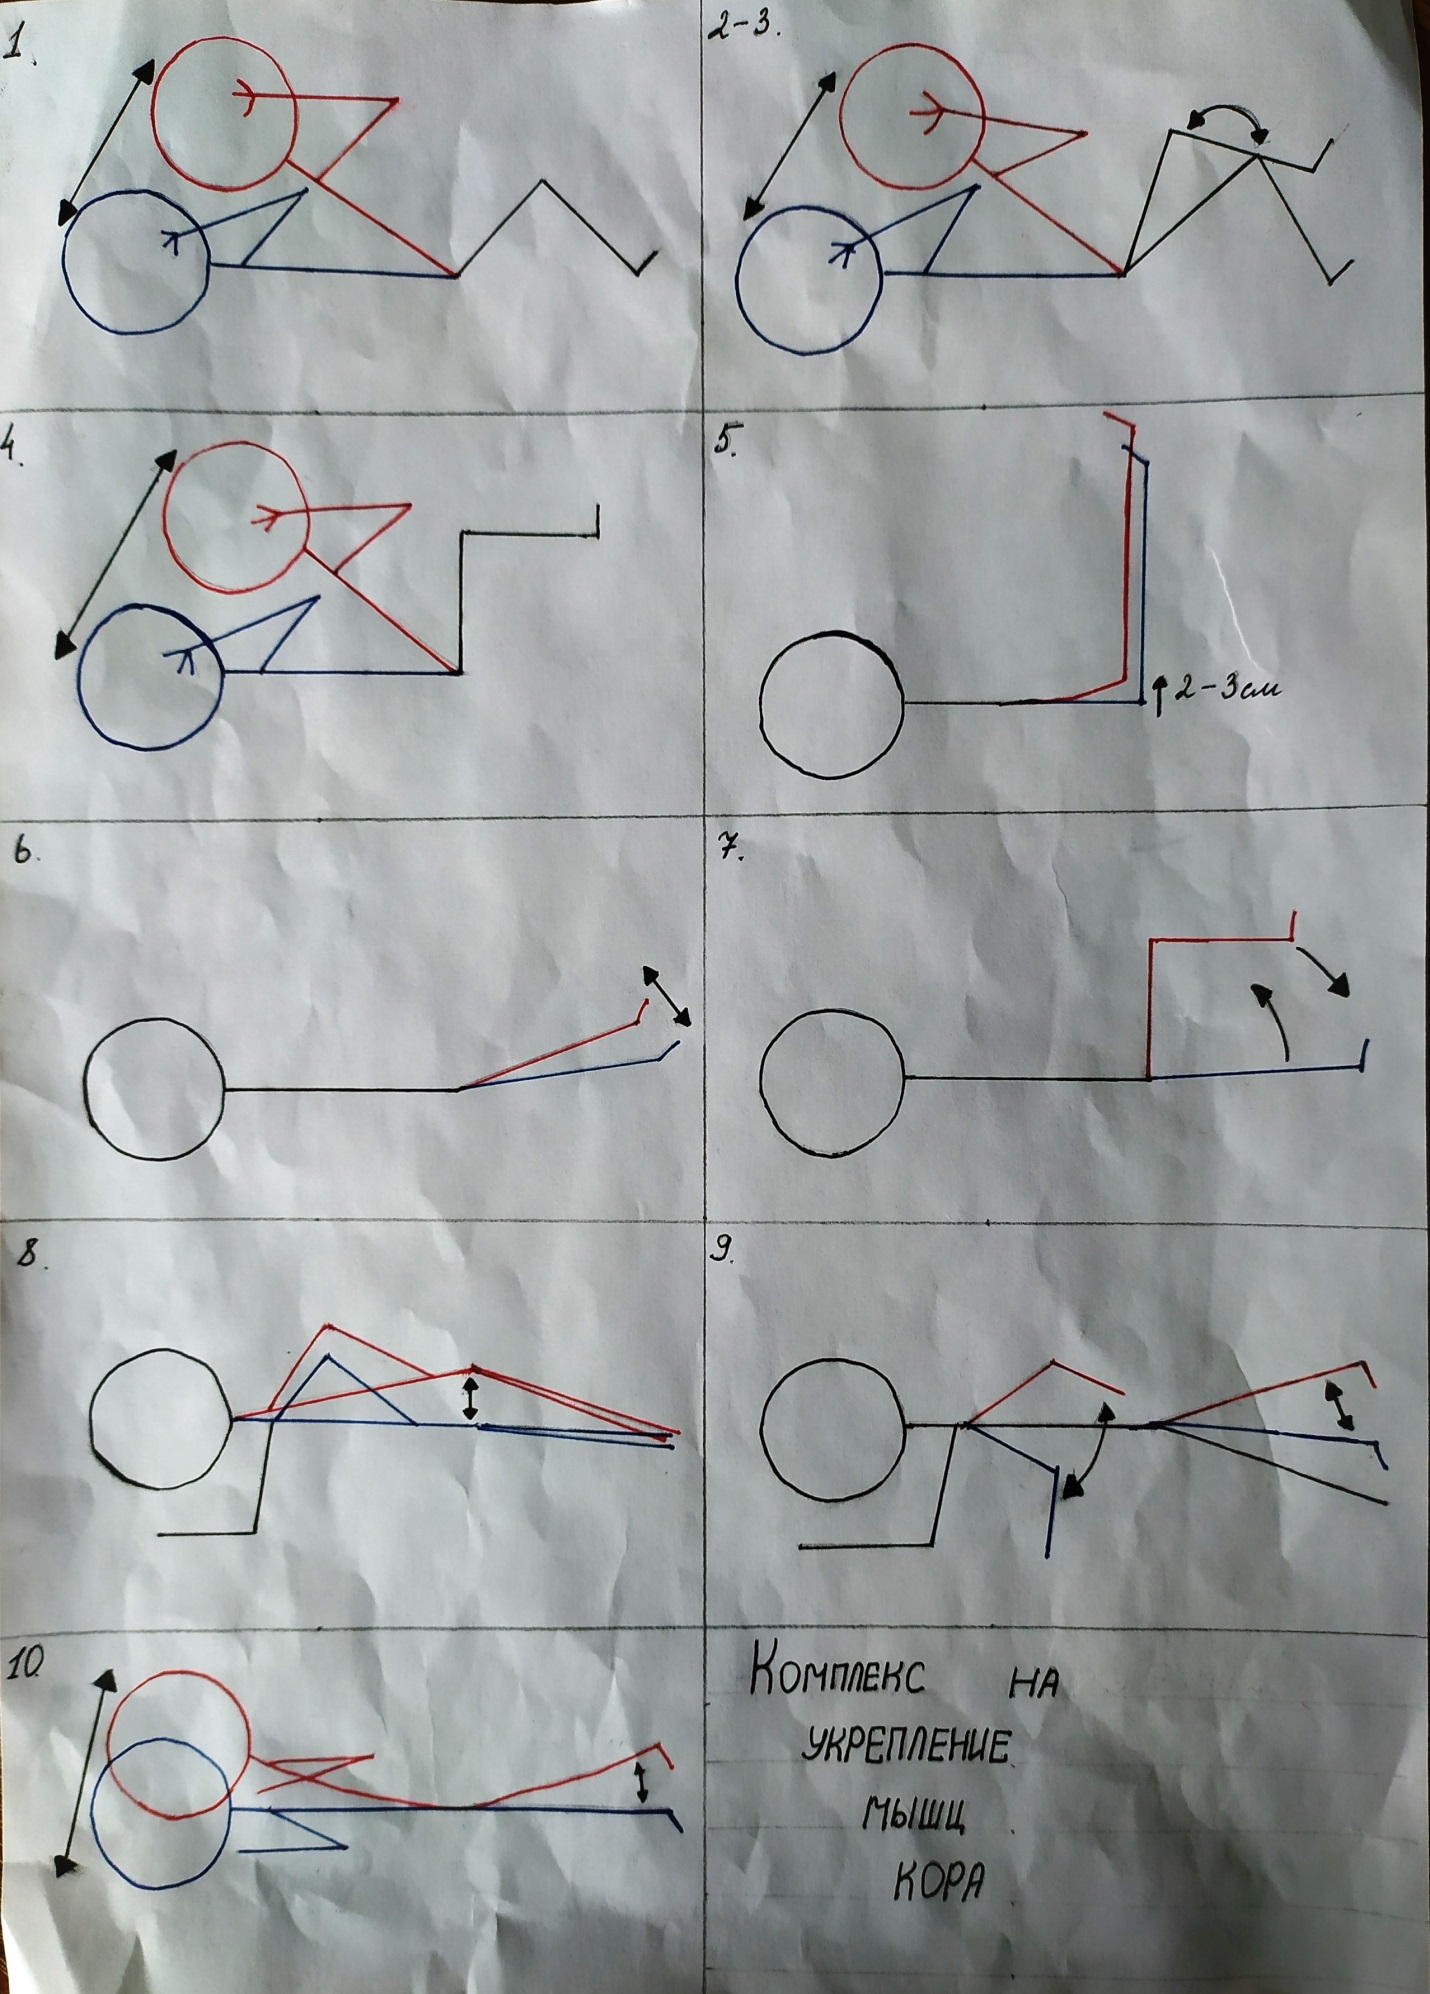 1.
2-3.
4.
5.
2-3см
6.
7.
8.
9.
10.
Комплекс на
укрепление
мышц
кора